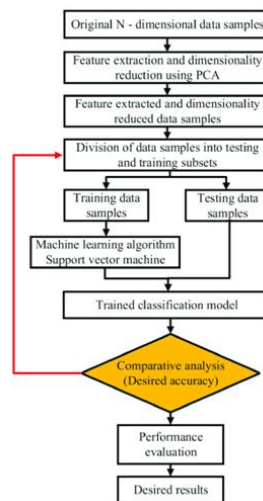 Original N - dimensional data samples
Feature extraction and dimensionality
reduction using PCA
Feature extracted and dimensionality
reduced data samples
Division of data samples into testing
and training subsets
Training data
samples
Testing data
samples
Machine learning algorithm
Support vector machine
Trained classification model
Comparative analysis
(Desired accuracy)
Performance
evaluation
Desired results